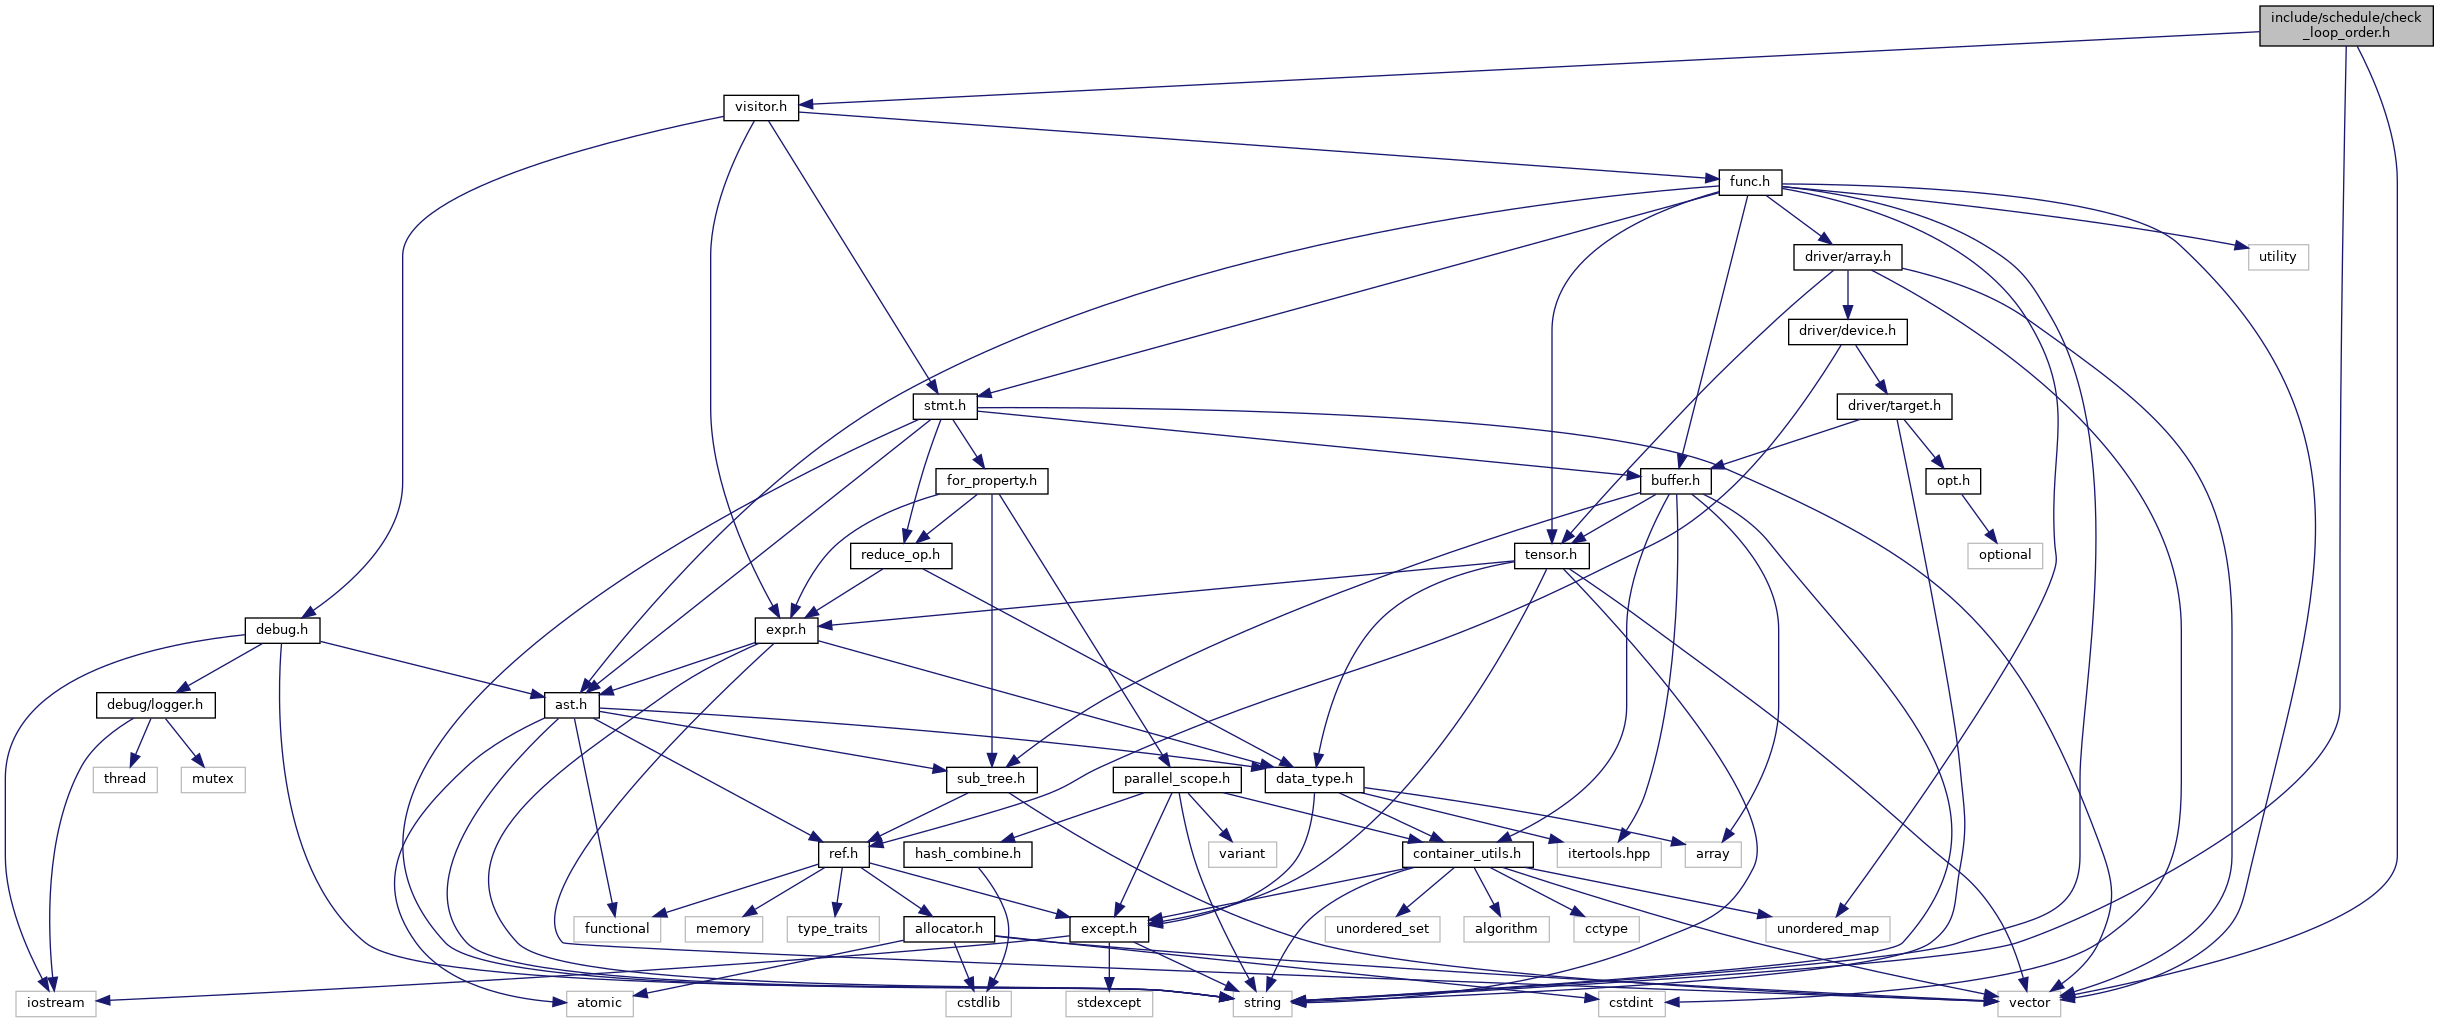 include/schedule/check
_loop_order.h
visitor.h
func.h
driver/array.h
utility
driver/device.h
stmt.h
driver/target.h
for_property.h
buffer.h
opt.h
reduce_op.h
tensor.h
optional
debug.h
expr.h
debug/logger.h
ast.h
thread
mutex
sub_tree.h
parallel_scope.h
data_type.h
ref.h
hash_combine.h
variant
container_utils.h
itertools.hpp
array
functional
memory
type_traits
allocator.h
except.h
unordered_set
algorithm
cctype
unordered_map
iostream
atomic
cstdlib
stdexcept
string
cstdint
vector